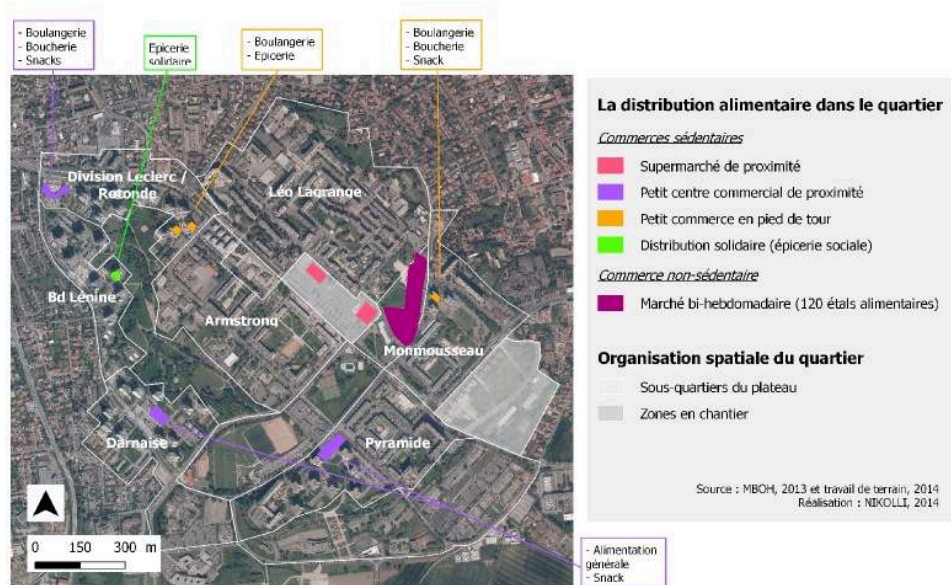 - Boulangerie
- Boucherie
- Snacks
Epicerie
solidaire
- Boulangerie
- Epicerie
- Boulangerie
- Boucherie
- Snack
Division Leclerc /
Rotonde
Léo Lagrange
Bd Lénine
Armstrong
Monmousseau
Darnaise
Pyramide
0 150 300 m
- Alimentation
générale
- Snack
La distribution alimentaire dans le quartier
Commerces sédentaires
Supermarché de proximité
Petit centre commercial de proximité
Petit commerce en pied de tour
Distribution solidaire (épicerie sociale)
Commerce non-sédentaire
Marché bi-hebdomadaire (120 étals alimentaires)
Organisation spatiale du quartier
Sous-quartiers du plateau
Zones en chantier
Source : MBOH, 2013 et travail de terrain, 2014
Réalisation : NIKOLLI, 2014